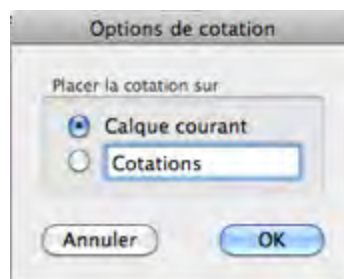 Options de cotation
Placer la cotation sur
Calque courant
Cotations
Annuler
OK